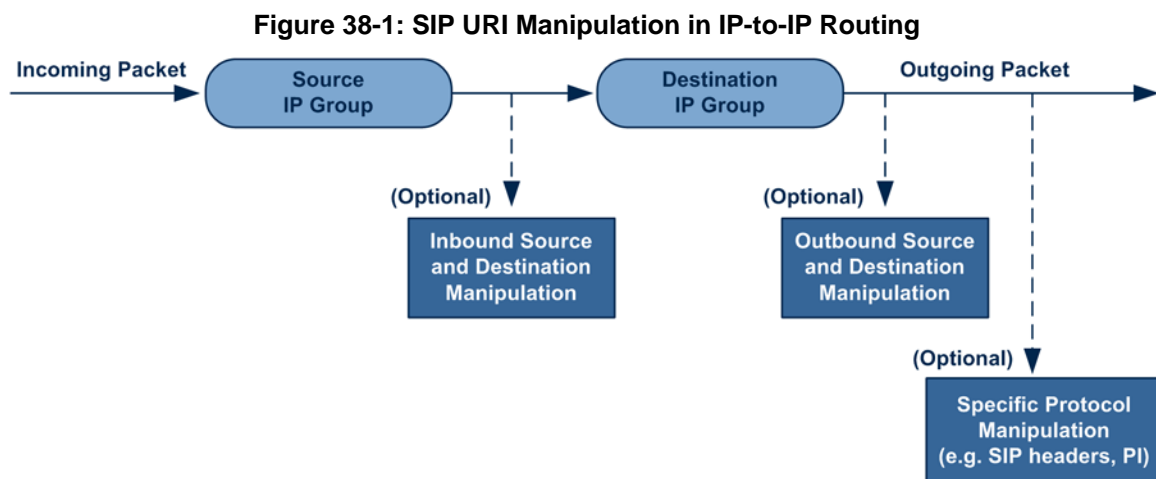 Figure 38-1: SIP URI Manipulation in IP-to-IP Routing
Incoming Packet
Source
IP Group
Destination
IP Group
Outgoing Packet
(Optional)
Inbound Source
and Destination
Manipulation
(Optional)
Outbound Source
and Destination
Manipulation
(Optional)
Specific Protocol
Manipulation
(e.g. SIP headers, PI)